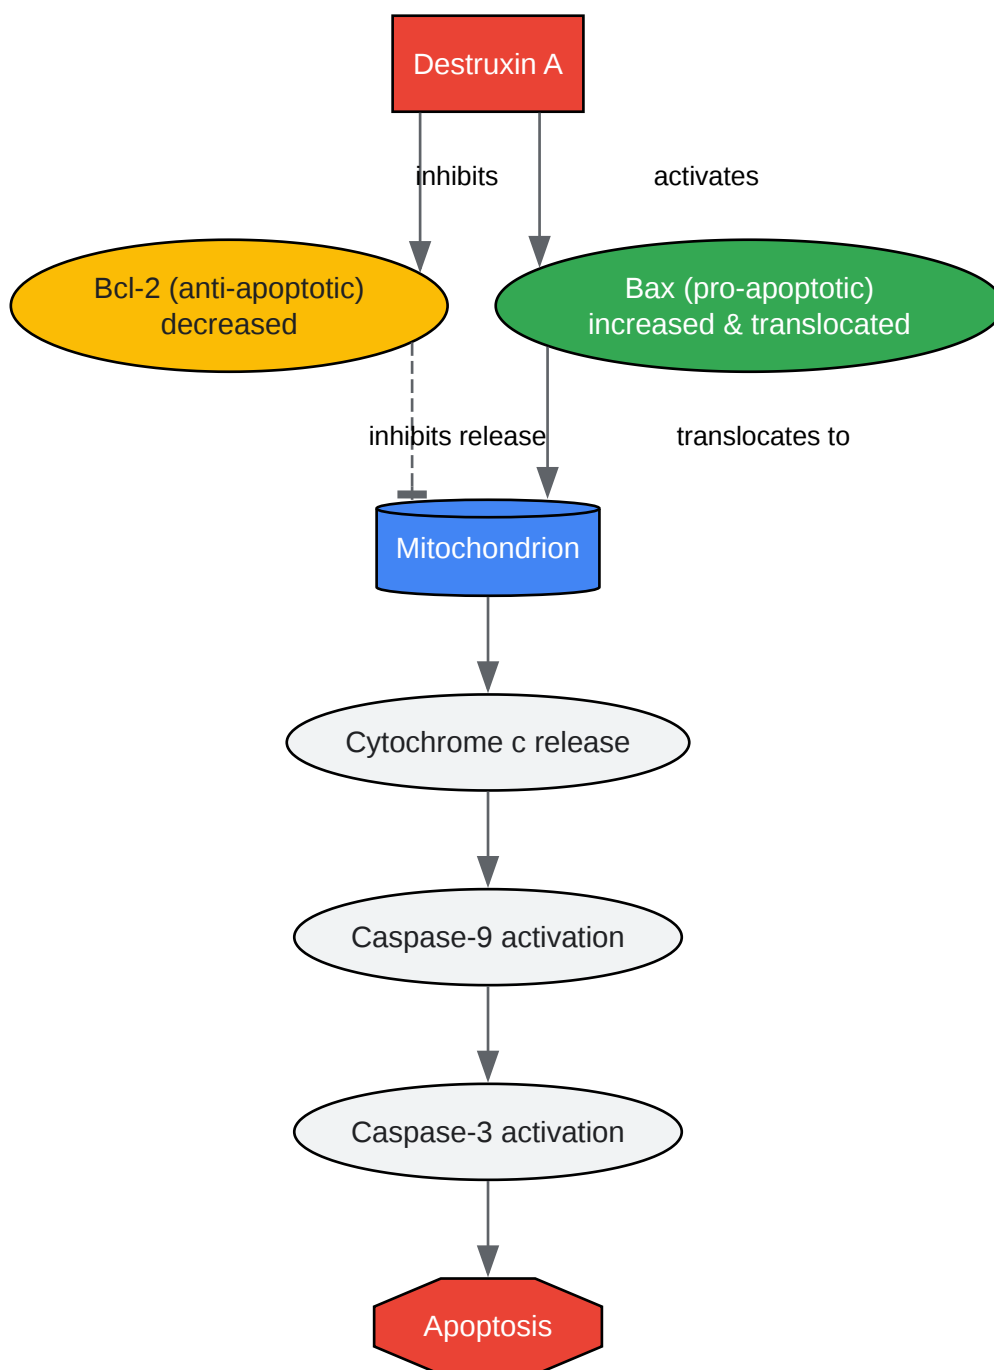 Destruxin A
inhibits
activates
Bcl-2 (anti-apoptotic)
decreased
Bax (pro-apoptotic)
increased & translocated
inhibits release
translocates to
Mitochondrion
Cytochrome c release
Caspase-9 activation
Caspase-3 activation
Apoptosis